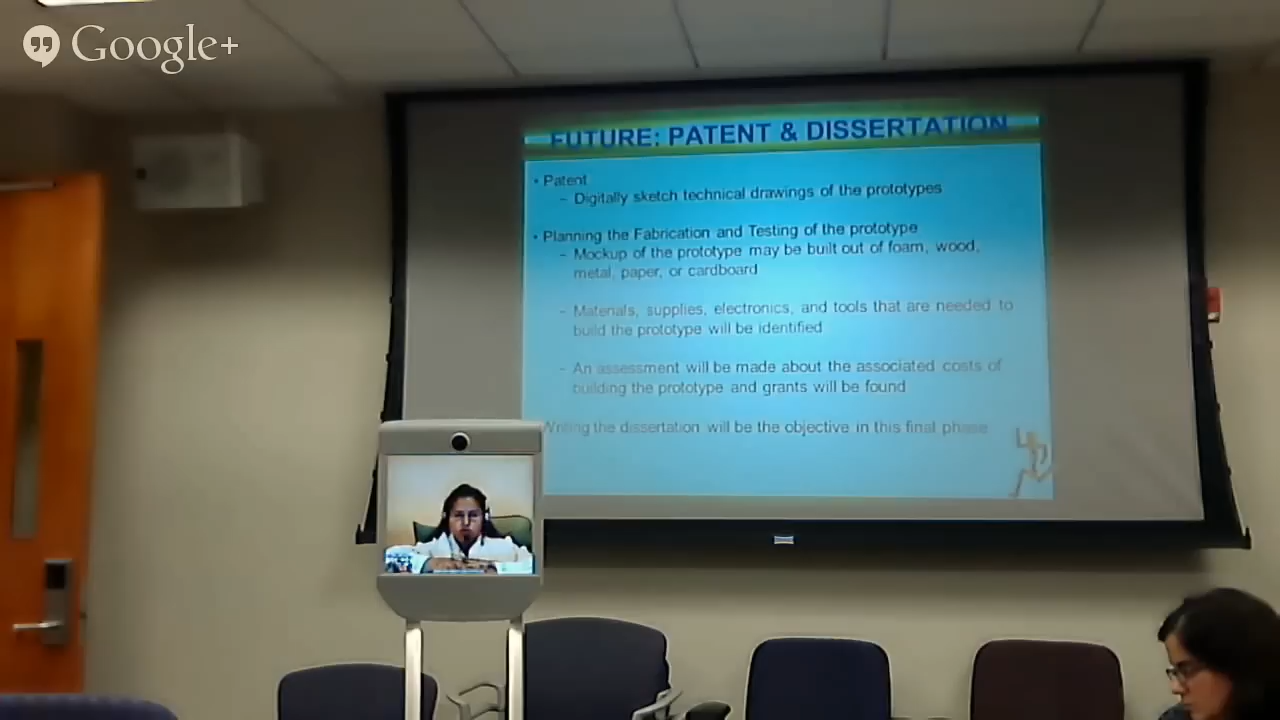 Google+
FUTURE: PATENT & DISSERTATION
• Patent
– Digitally sketch technical drawings of the prototypes
• Planning the Fabrication and Testing of the prototype
– Mockup of the prototype may be built out of foam, wood,
metal, paper, or cardboard
– Materials, supplies, electronics, and tools that are needed to
build the prototype will be identified
– An assessment will be made about the associated costs of
building the prototype and grants will be found
Writing the dissertation will be the objective in this final phase